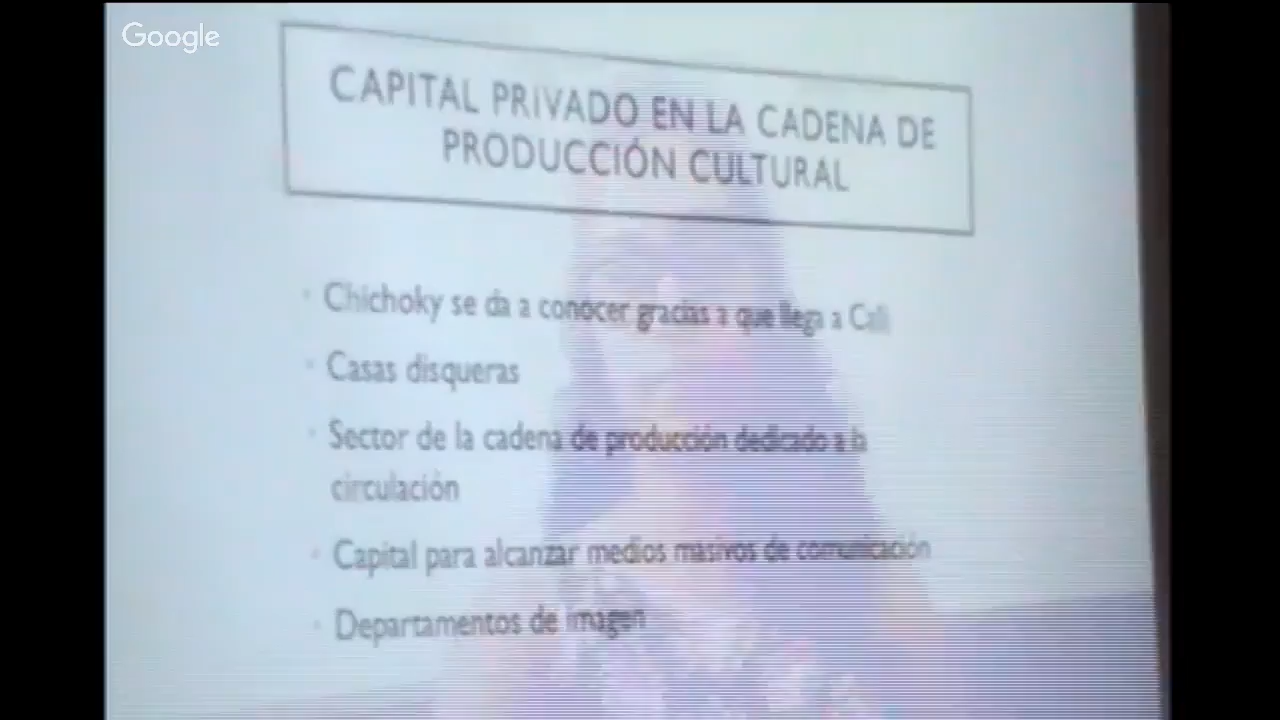 Google
CAPITAL PRIVADO EN LA CADENA DE
PRODUCCIÓN CULTURAL
· Chichoky se da a conocer gracias a que llega a Cali
· Casas disqueras
· Sector de la cadena de producción dedicado a la
circulación
· Capital para alcanzar medios masivos de comunicación
· Departamentos de imagen